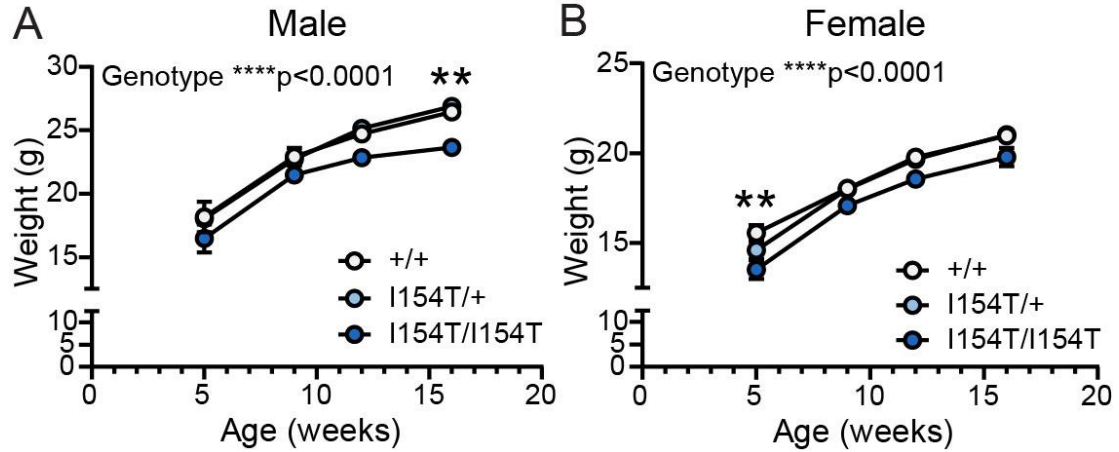 A
Male
Genotype ****p<0.0001
**
Weight (g)
30
25
20
15
10
5
0
+/+
I154T/+
I154T/I154T
0
5
10
15
20
Age (weeks)
B
Female
Genotype ****p<0.0001
**
Weight (g)
25
20
15
10
5
0
+/+
I154T/+
I154T/I154T
0
5
10
15
20
Age (weeks)